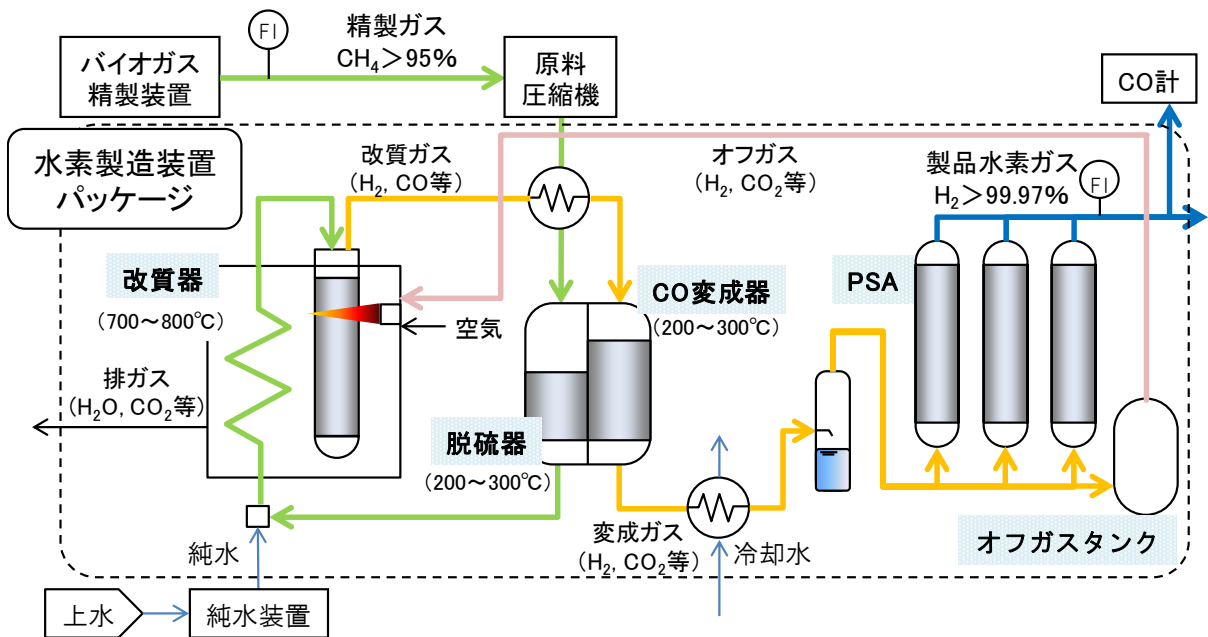 バイオガス
精製装置
FI
精製ガス
CH₄＞95%
原料
圧縮機
CO計
水素製造装置
パッケージ
改質ガス
(H₂, CO等)
オフガス
(H₂, CO₂等)
製品水素ガス
H₂＞99.97%
FI
改質器
(700～800℃)
空気
CO変成器
(200～300℃)
PSA
排ガス
(H₂O, CO₂等)
脱硫器
(200～300℃)
純水
変成ガス
(H₂, CO₂等)
冷却水
オフガスタンク
上水
純水装置